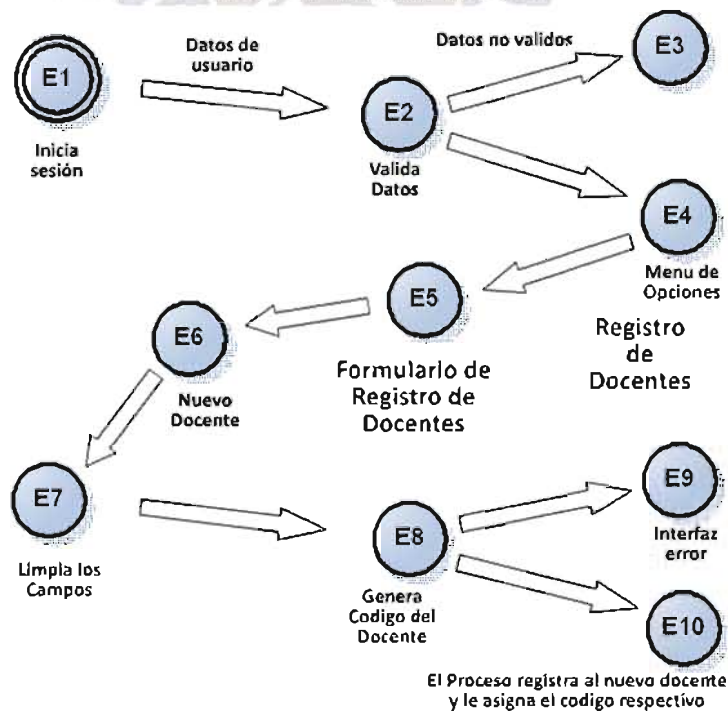 E1
Datos de
usuario
Datos no validos
E3
E2
Inicia
sesión
Valida
Datos
E4
Menu de
Opciones
E5
E6
Registro
de
Docentes
Formulario de
Registro de
Docentes
Nuevo
Docente
E7
E8
E9
Limpia los
Campos
Interfaz
error
Genera
Codigo del
Docente
E10
El Proceso registra al nuevo docente
y le asigna el codigo respectivo